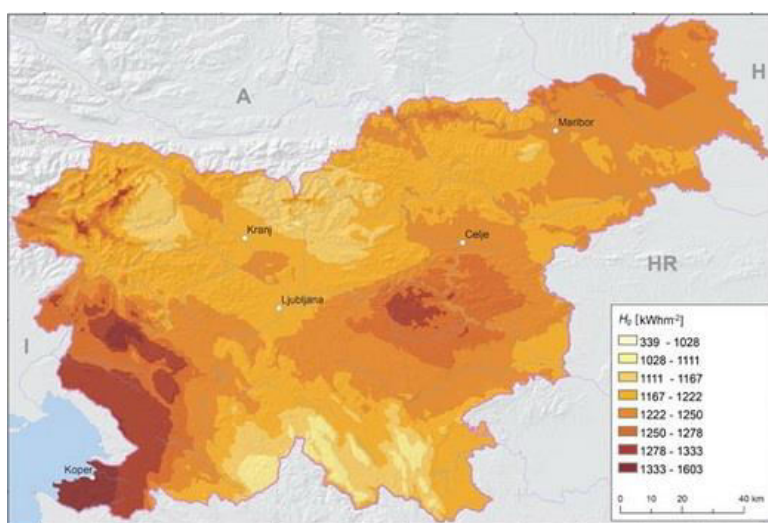 A
H
Maribor
Kranj
Celje
HR
Ljubljana
I
Koper
H₀ [kWhm⁻²]
339 - 1028
1028 - 1111
1111 - 1167
1167 - 1222
1222 - 1250
1250 - 1278
1278 - 1333
1333 - 1603
0 20 40 km